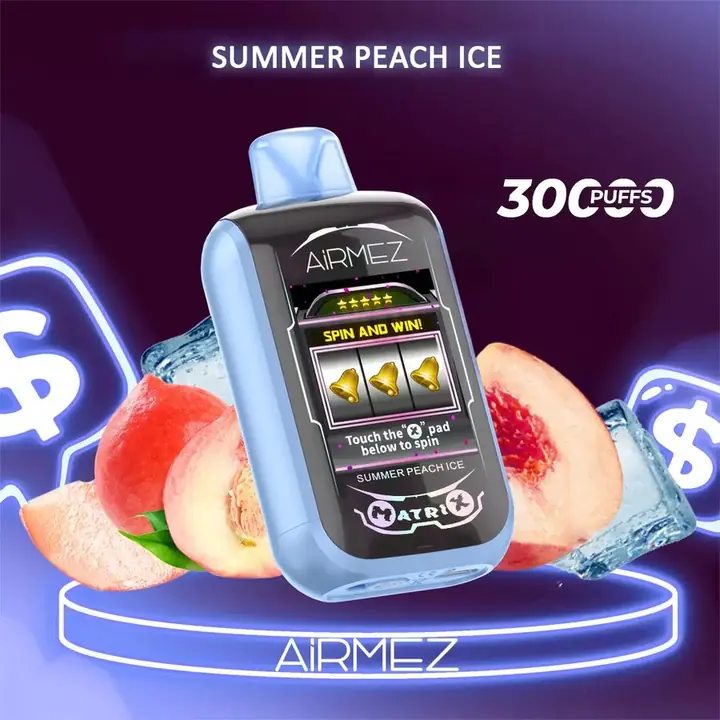 SUMMER PEACH ICE
30000
PUFFS
AiRMEZ
SPIN AND WIN!
Touch the "X" pad
below to spin
SUMMER PEACH ICE
MATRiX
$
$
AiRMEZ